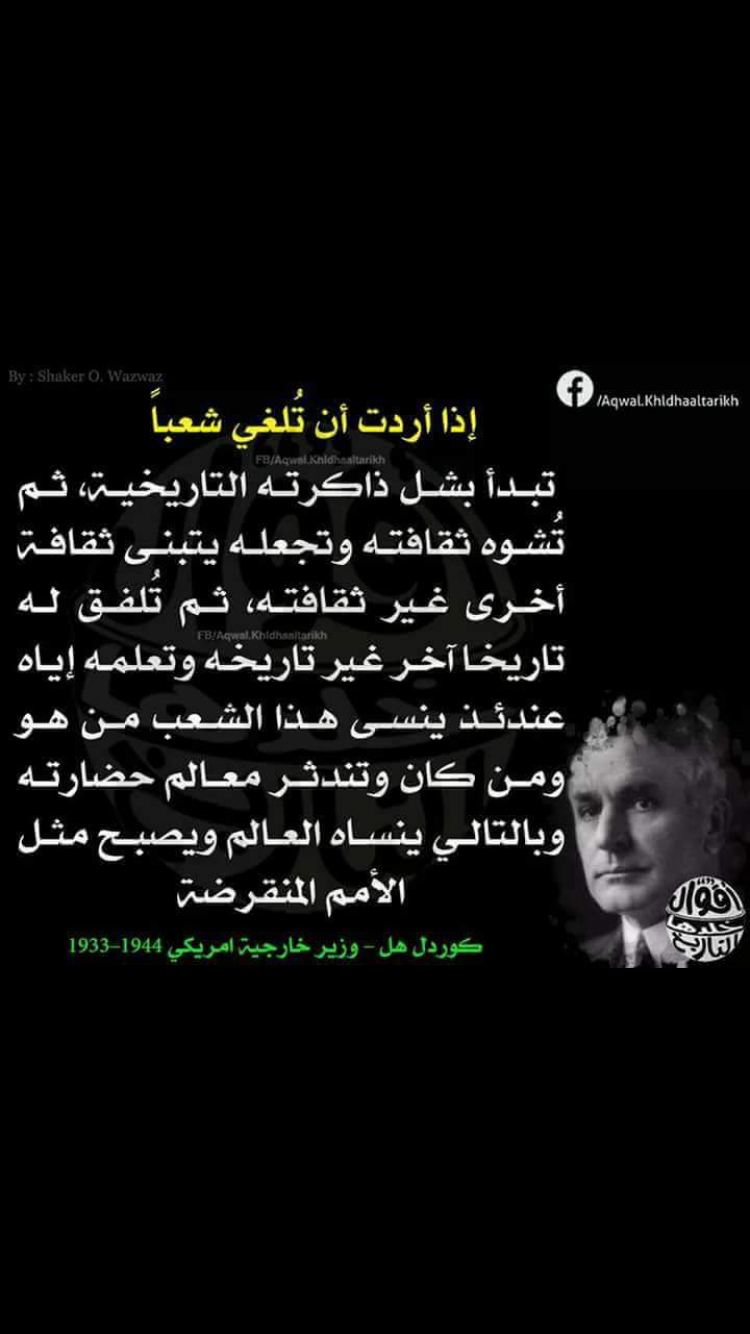 By : Shaker O. Wazwaz
/Aqwal.Khldhaaltarikh
إذا أردت أن تُلغي شعباً
FB/Aqwal.Khldhaaltarikh
تبدأ بشل ذاكرته التاريخية، ثم
تُشوه ثقافته وتجعله يتبنى ثقافة
أخرى غير ثقافته، ثم تُلفق له
FB/Aqwal.Khldhaaltarikh
تاريخا آخر غير تاريخه وتعلمه إياه
عندئذ ينسى هذا الشعب من هو
ومن كان وتندثر معالم حضارته
وبالتالي ينساه العالم ويصبح مثل
الأمم المنقرضة
أقوال
خلدها
التاريخ
كوردل هل – وزير خارجية امريكي 1944–1933